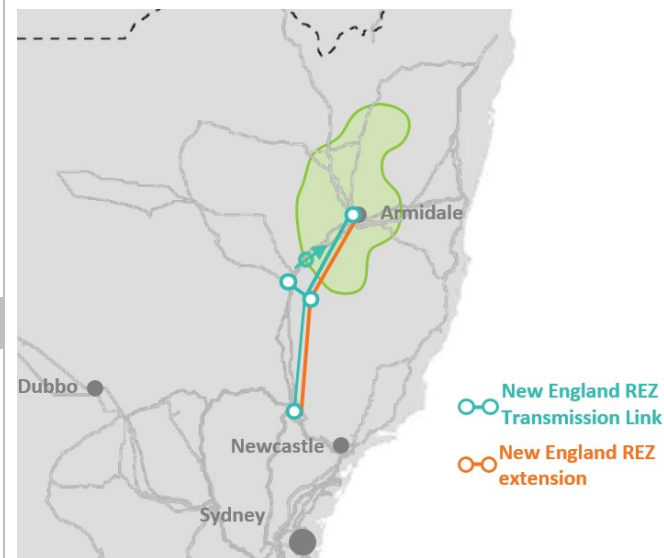 Armidale
Dubbo
New England REZ
Transmission Link
Newcastle
New England REZ
extension
Sydney